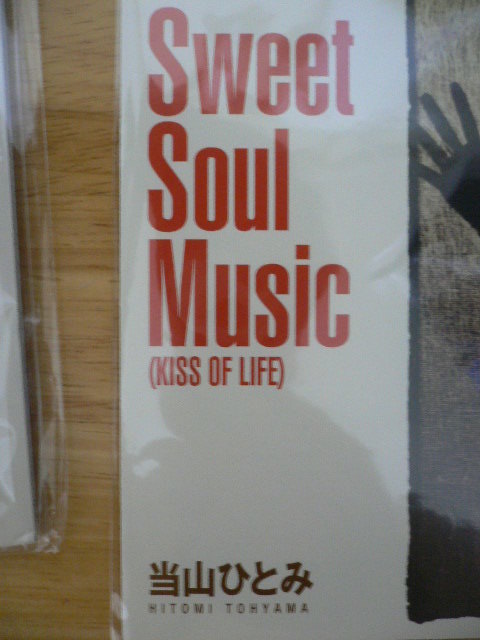 Sweet
Soul
Music
(KISS OF LIFE)
当山ひとみ
HITOMI TOHYAMA